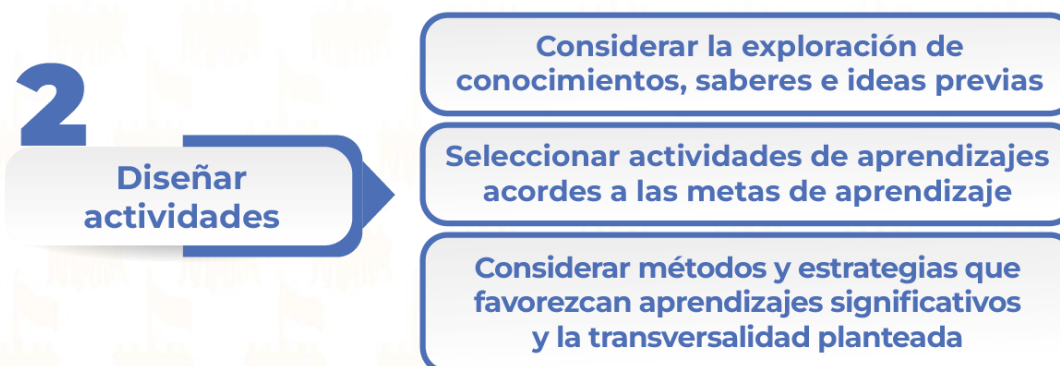 2
Diseñar
actividades
Considerar la exploración de
conocimientos, saberes e ideas previas
Seleccionar actividades de aprendizajes
acordes a las metas de aprendizaje
Considerar métodos y estrategias que
favorezcan aprendizajes significativos
y la transversalidad planteada